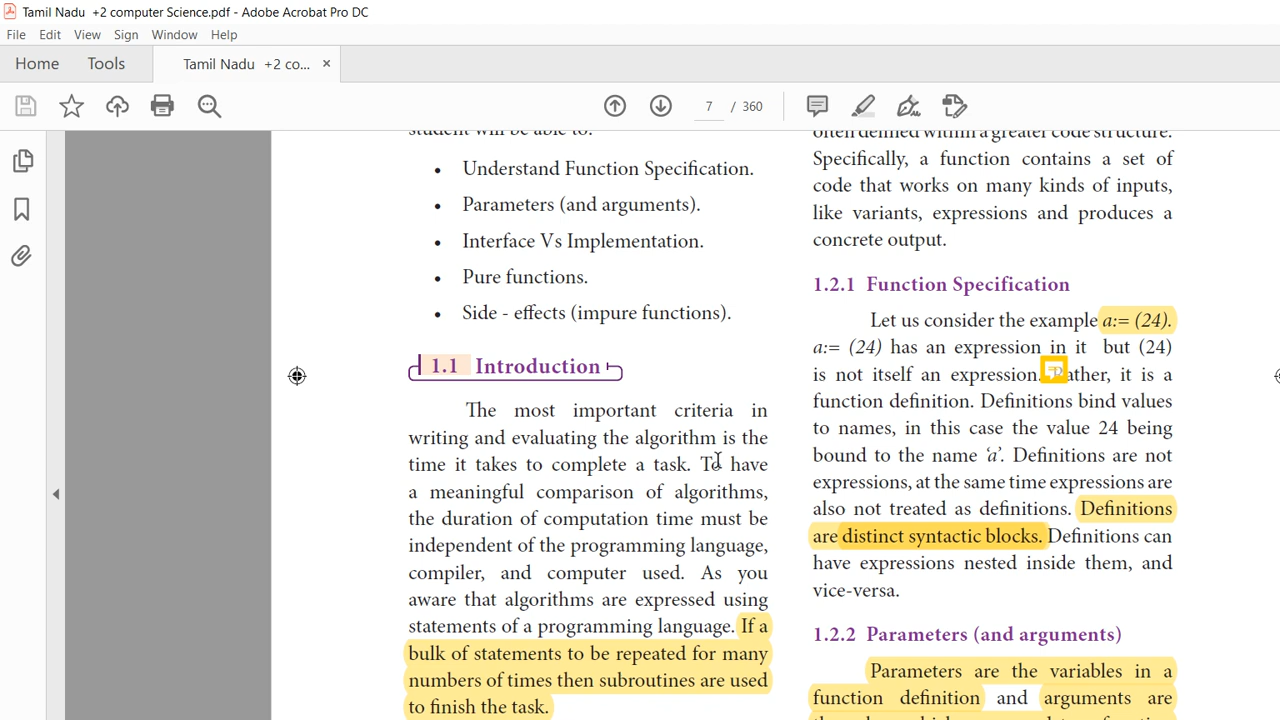 Tamil Nadu +2 computer Science.pdf - Adobe Acrobat Pro DC
File Edit View Sign Window Help
Home Tools Tamil Nadu +2 co... ×
7 / 360
student will be able to:
• Understand Function Specification.
• Parameters (and arguments).
• Interface Vs Implementation.
• Pure functions.
• Side - effects (impure functions).
1.1 Introduction
The most important criteria in
writing and evaluating the algorithm is the
time it takes to complete a task. To have
a meaningful comparison of algorithms,
the duration of computation time must be
independent of the programming language,
compiler, and computer used. As you
aware that algorithms are expressed using
statements of a programming language. If a
bulk of statements to be repeated for many
numbers of times then subroutines are used
to finish the task.
often defined within a greater code structure.
Specifically, a function contains a set of
code that works on many kinds of inputs,
like variants, expressions and produces a
concrete output.
1.2.1 Function Specification
Let us consider the example a:= (24).
a:= (24) has an expression in it but (24)
is not itself an expression. Rather, it is a
function definition. Definitions bind values
to names, in this case the value 24 being
bound to the name ‘a’. Definitions are not
expressions, at the same time expressions are
also not treated as definitions. Definitions
are distinct syntactic blocks. Definitions can
have expressions nested inside them, and
vice-versa.
1.2.2 Parameters (and arguments)
Parameters are the variables in a
function definition and arguments are